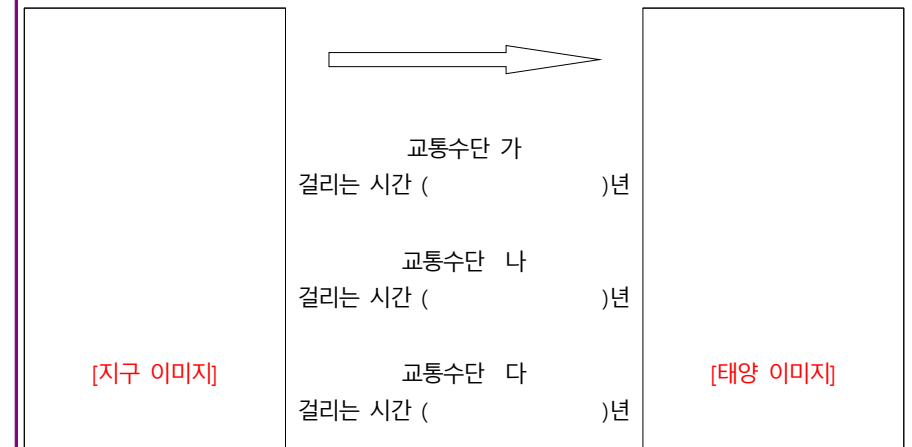 교통수단 가
걸리는 시간 ( )년
교통수단 나
걸리는 시간 ( )년
[지구 이미지]
교통수단 다
[태양 이미지]
걸리는 시간 ( )년